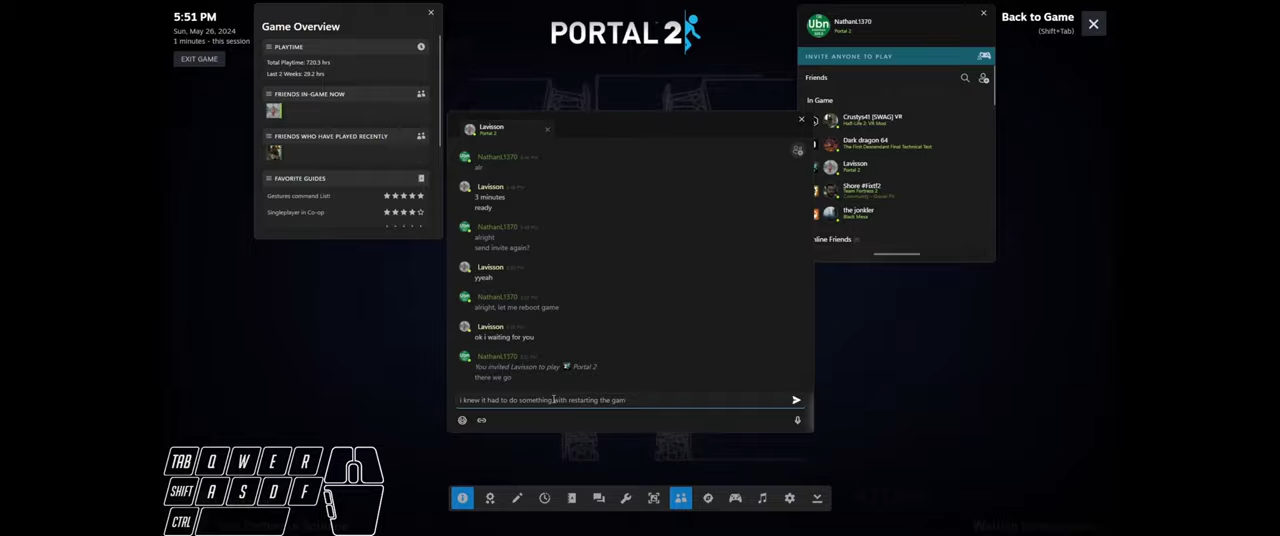 5:51 PM
Sun, May 26, 2024
1 minutes - this session
EXIT GAME
Game Overview
PLAYTIME
Total Playtime: 720.3 hrs
Last 2 Weeks: 29.2 hrs
FRIENDS IN-GAME NOW
FRIENDS WHO HAVE PLAYED RECENTLY
FAVORITE GUIDES
Gestures command List!
Singleplayer in Co-op
PORTAL 2
Lavisson
Portal 2
NathanL1370
alr
Lavisson
3 minutes
ready
NathanL1370
alright
send invite again?
Lavisson
yyeah
NathanL1370
alright, let me reboot game
Lavisson
ok i waiting for you
NathanL1370
You invited Lavisson to play Portal 2
there we go
i knew it had to do something with restarting the gam
Ubn
NathanL1370
Portal 2
INVITE ANYONE TO PLAY
Friends
In Game
Crustys41 [SWAG] VR
Half-Life 2: VR Mod
Dark dragon 64
The First Descendant Final Technical Test
Lavisson
Portal 2
Shore #Fixtf2
Team Fortress 2
the jonkler
Black Mesa
nline Friends
Back to Game
(Shift+Tab)
TAB Q W E R
SHIFT A S D F
CTRL